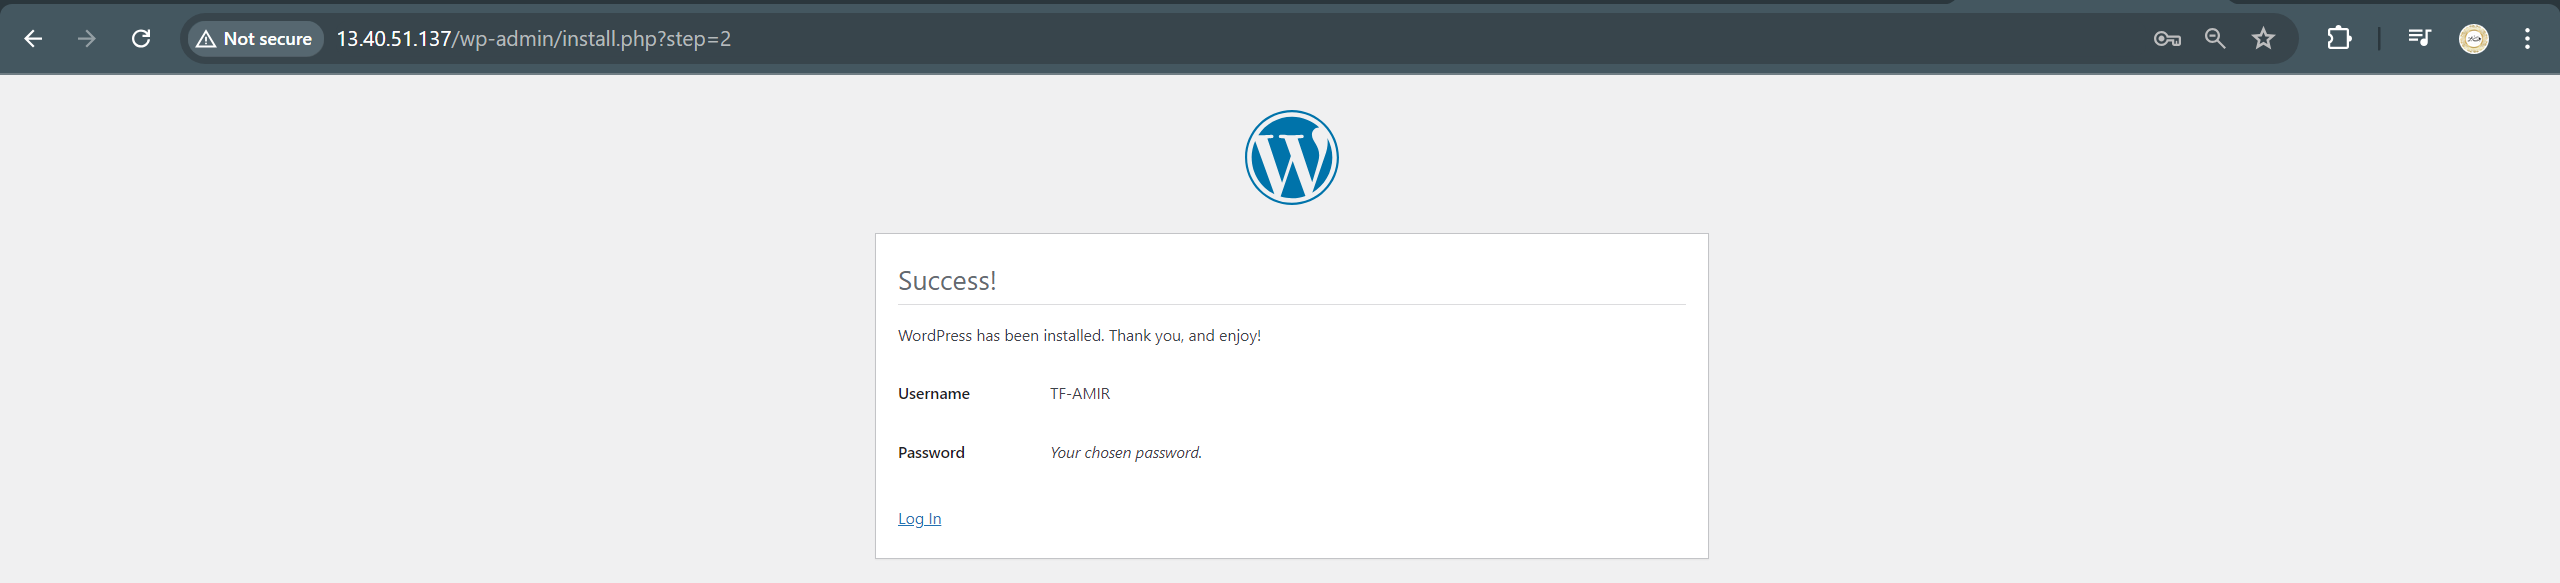 Not secure 13.40.51.137/wp-admin/install.php?step=2
Success!
WordPress has been installed. Thank you, and enjoy!
Username TF-AMIR
Password Your chosen password.
Log In